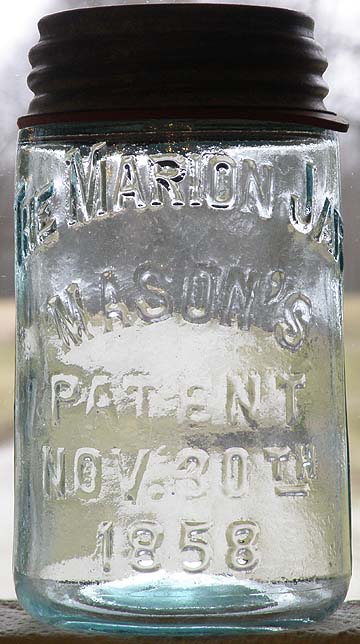 THE MARION JAR
MASON'S
PATENT
NOV. 30TH
1858